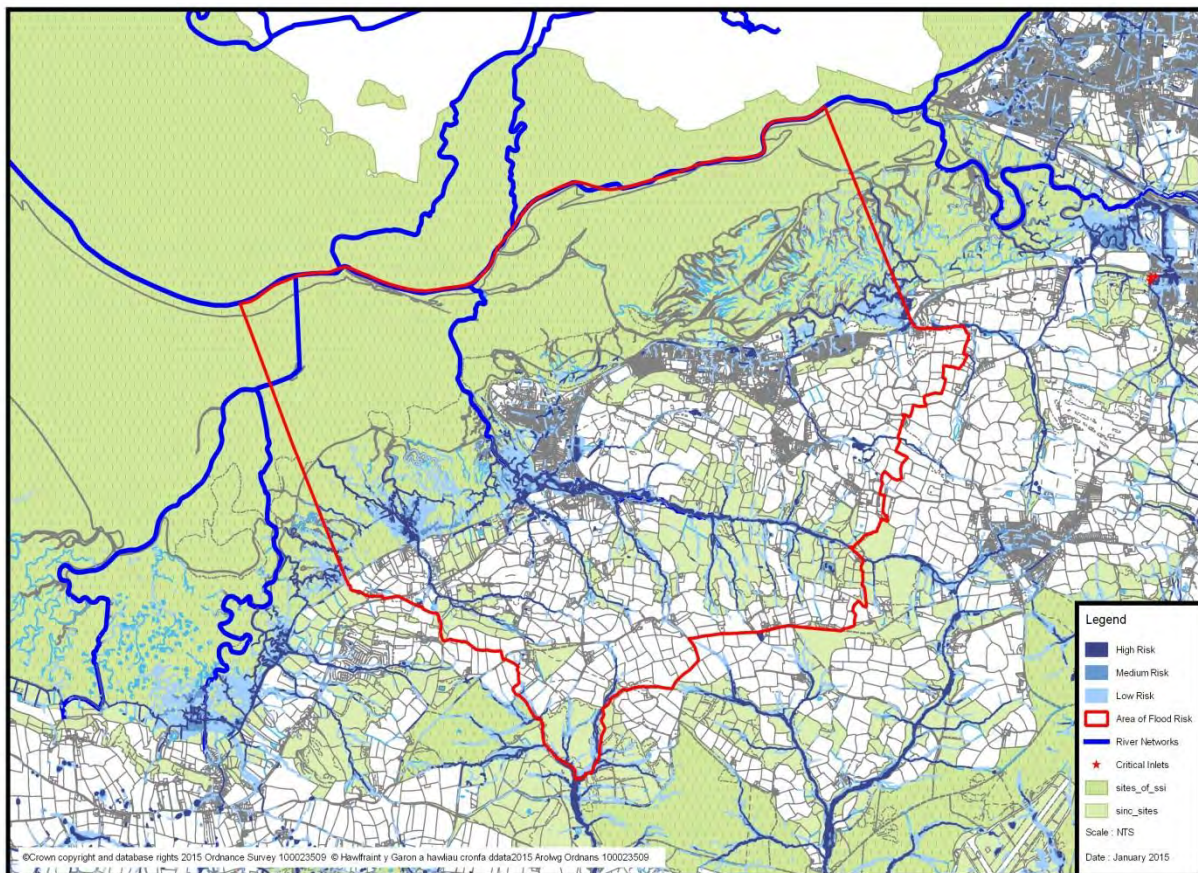 Legend
High Risk
Medium Risk
Low Risk
Area of Flood Risk
River Networks
Critical Inlets
sites_of_ssi
sinc_sites
Scale : NTS
Date : January 2015
©Crown copyright and database rights 2015 Ordnance Survey 100023509 © Hawlfraint y Garon a hawliau cronfa ddata2015 Arolwg Ordnans 100023509